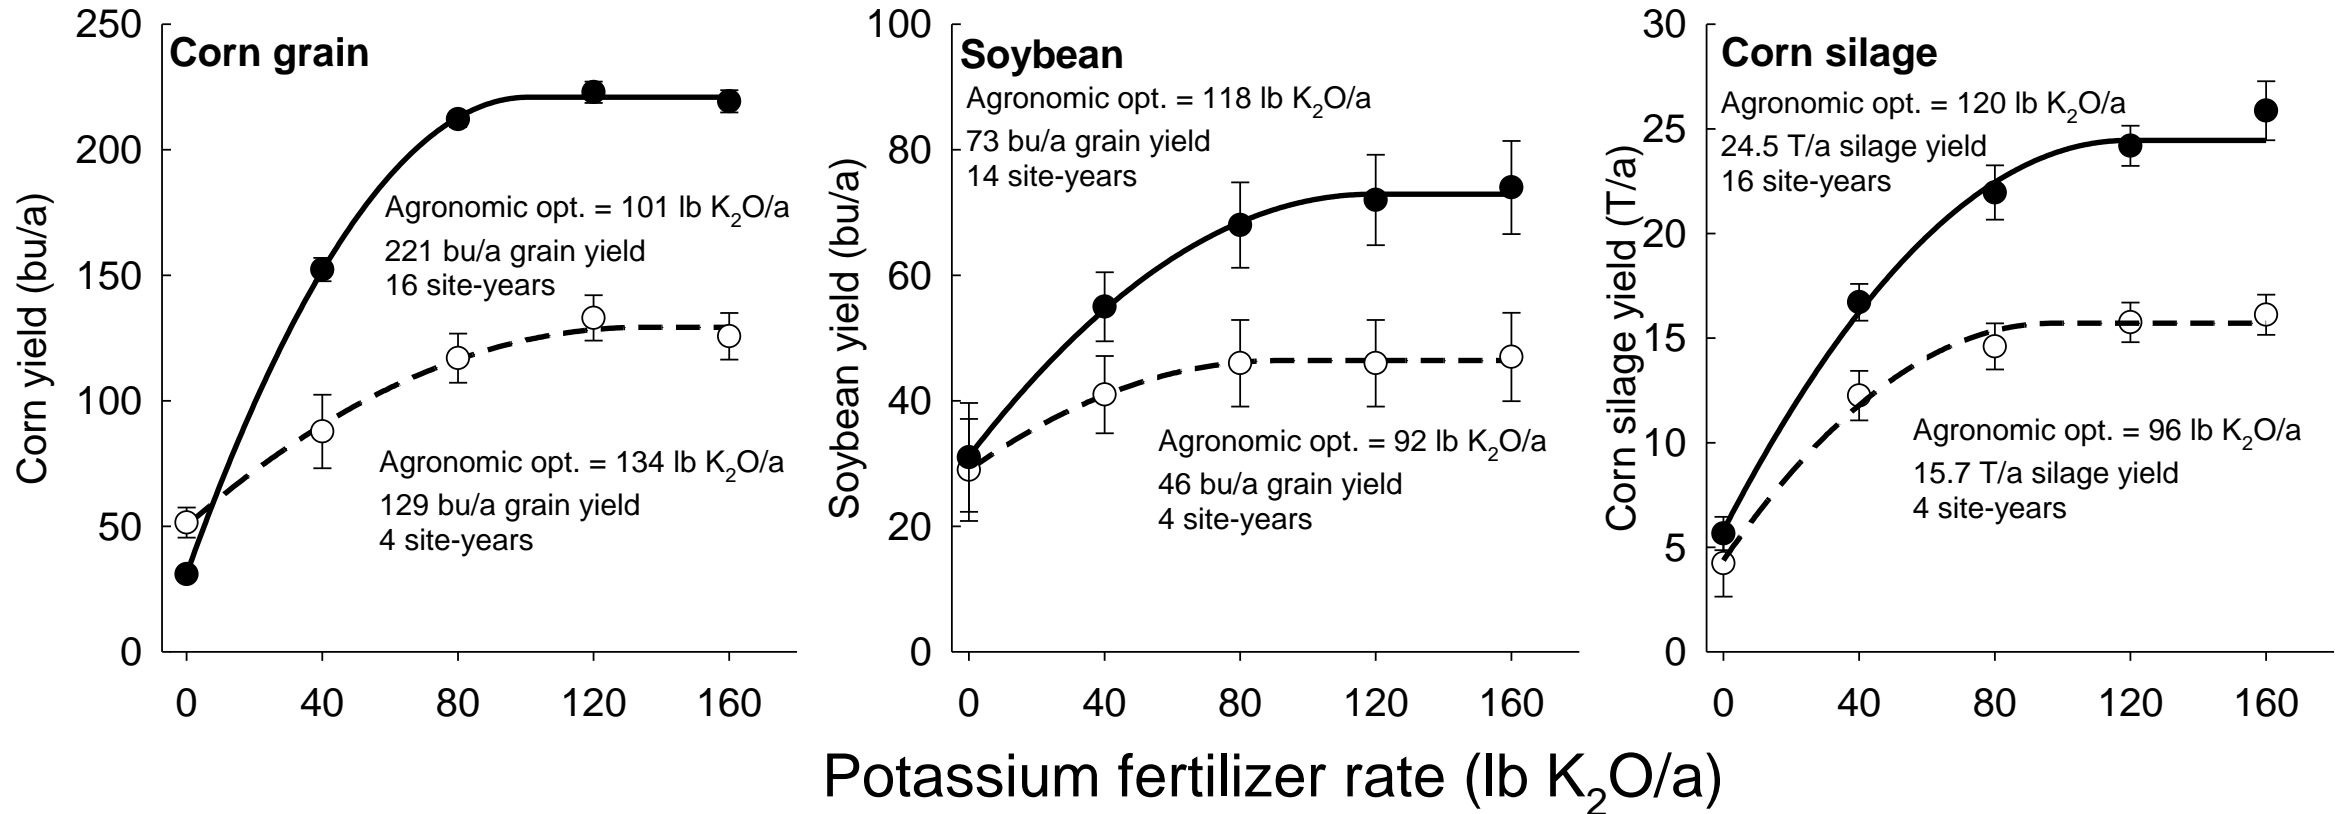 Corn grain
Corn yield (bu/a)
250
200
150
100
50
0
Agronomic opt. = 101 lb K₂O/a
221 bu/a grain yield
16 site-years
Agronomic opt. = 134 lb K₂O/a
129 bu/a grain yield
4 site-years
0 40 80 120 160
Soybean
Soybean yield (bu/a)
100
80
60
40
20
0
Agronomic opt. = 118 lb K₂O/a
73 bu/a grain yield
14 site-years
Agronomic opt. = 92 lb K₂O/a
46 bu/a grain yield
4 site-years
0 40 80 120 160
Corn silage
Corn silage yield (T/a)
30
25
20
15
10
5
0
Agronomic opt. = 120 lb K₂O/a
24.5 T/a silage yield
16 site-years
Agronomic opt. = 96 lb K₂O/a
15.7 T/a silage yield
4 site-years
0 40 80 120 160
Potassium fertilizer rate (lb K₂O/a)